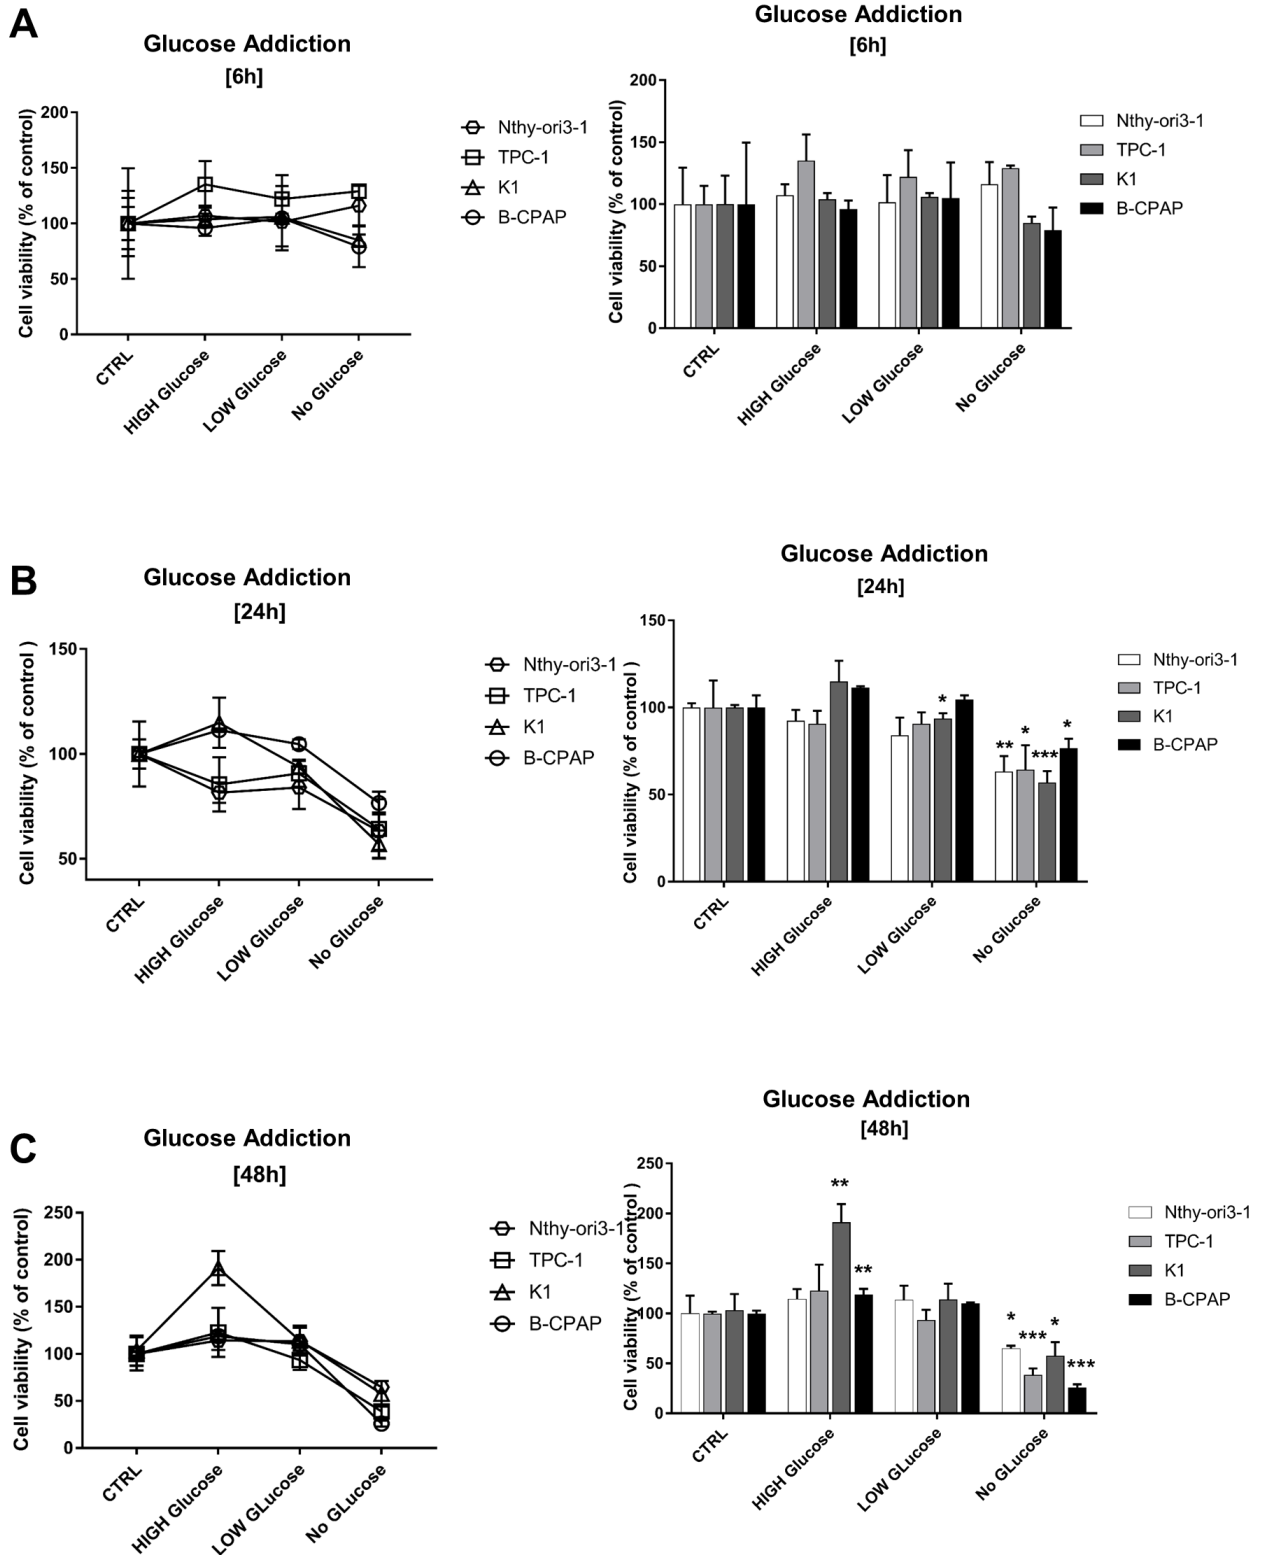 A
Glucose Addiction
[6h]
Cell viability (% of control)
200
150
100
50
0
CTRL
HIGH Glucose
LOW Glucose
No Glucose
Nthy-ori3-1
TPC-1
K1
B-CPAP
Glucose Addiction
[6h]
Cell viability (% of control)
200
150
100
50
0
CTRL
HIGH Glucose
LOW Glucose
No Glucose
Nthy-ori3-1
TPC-1
K1
B-CPAP
B
Glucose Addiction
[24h]
Cell viability (% of control )
150
100
50
CTRL
HIGH Glucose
LOW Glucose
No Glucose
Nthy-ori3-1
TPC-1
K1
B-CPAP
Glucose Addiction
[24h]
Cell viability (% of control )
150
100
50
0
*
**
*
***
*
CTRL
HIGH Glucose
LOW Glucose
No Glucose
Nthy-ori3-1
TPC-1
K1
B-CPAP
C
Glucose Addiction
[48h]
Cell viability (% of control)
250
200
150
100
50
0
CTRL
HIGH Glucose
LOW GLucose
No GLucose
Nthy-ori3-1
TPC-1
K1
B-CPAP
Glucose Addiction
[48h]
Cell viability (% of control )
250
200
150
100
50
0
**
**
*
***
*
***
CTRL
HIGH Glucose
LOW GLucose
No GLucose
Nthy-ori3-1
TPC-1
K1
B-CPAP